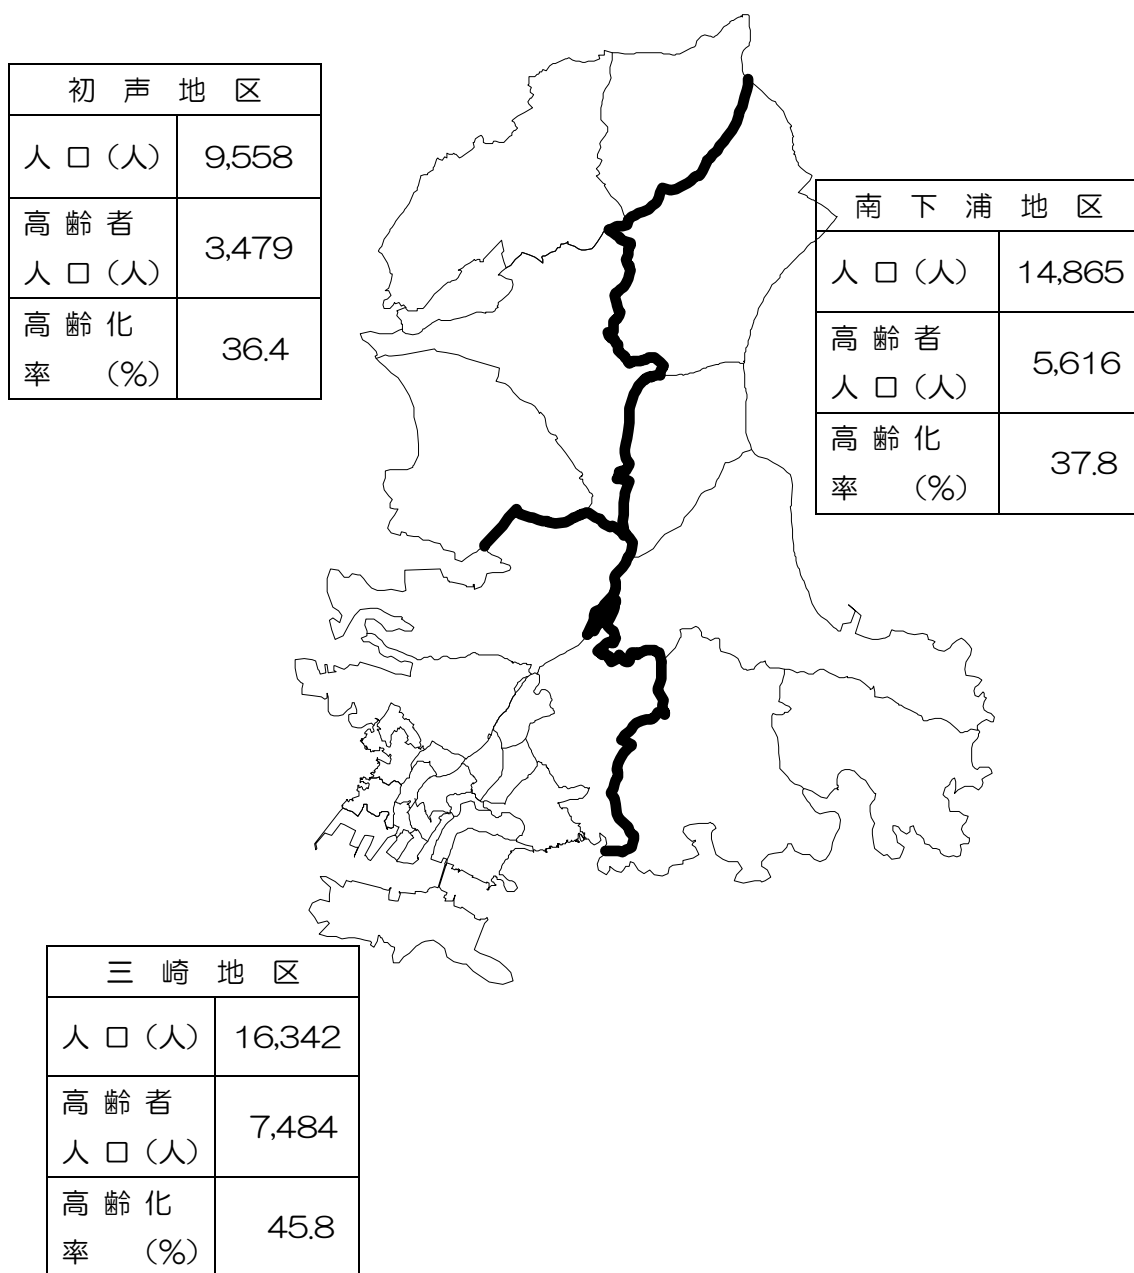 初声地区
人口(人) 9,558
高齢者
人口(人) 3,479
高齢化
率 (%) 36.4
南下浦地区
人口(人) 14,865
高齢者
人口(人) 5,616
高齢化
率 (%) 37.8
三崎地区
人口(人) 16,342
高齢者
人口(人) 7,484
高齢化
率 (%) 45.8